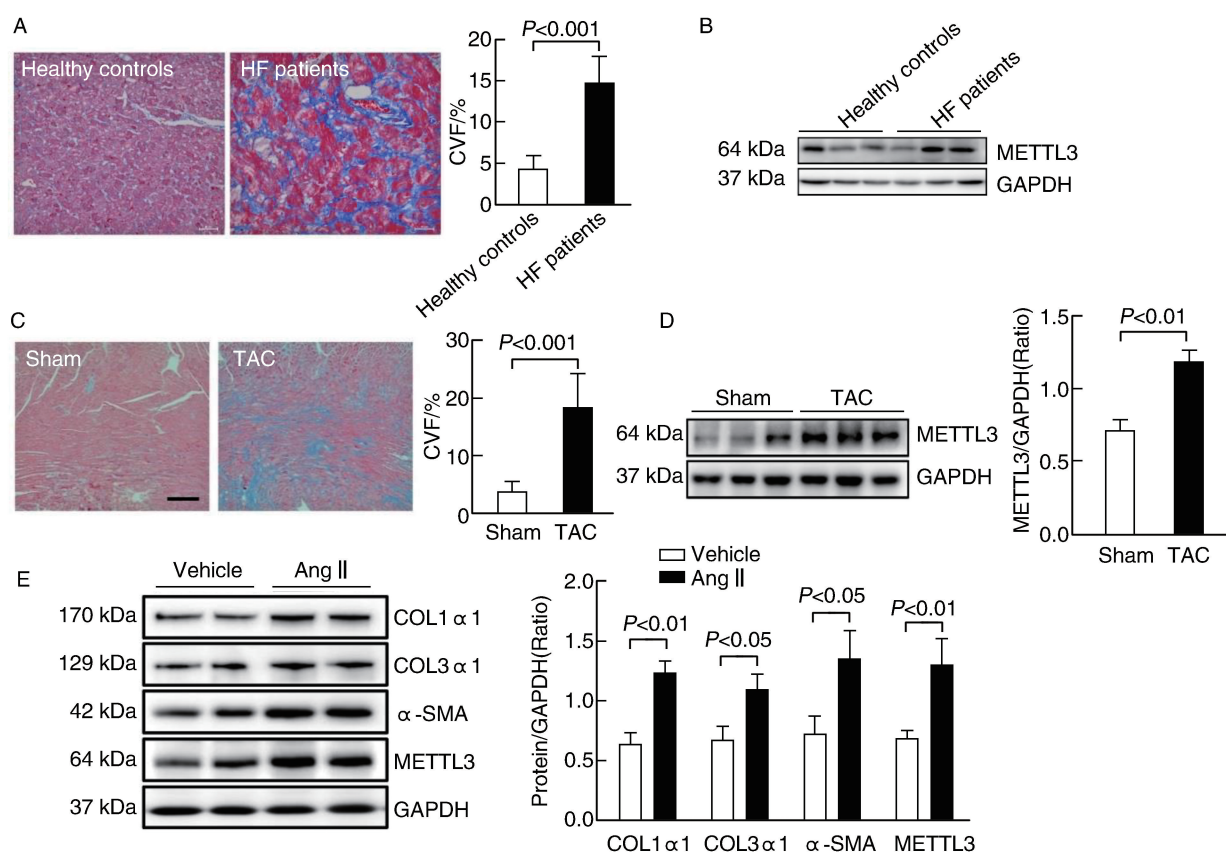 A
Healthy controls
HF patients
CVF/%
20
15
10
5
0
P<0.001
Healthy controls
HF patients
B
Healthy controls
HF patients
64 kDa
METTL3
37 kDa
GAPDH
C
Sham
TAC
CVF/%
30
20
10
0
P<0.001
Sham
TAC
D
Sham
TAC
64 kDa
METTL3
37 kDa
GAPDH
METTL3/GAPDH(Ratio)
1.5
1.0
0.5
0.0
P<0.01
Sham
TAC
E
Vehicle
Ang Ⅱ
170 kDa
COL1α1
129 kDa
COL3α1
42 kDa
α-SMA
64 kDa
METTL3
37 kDa
GAPDH
Vehicle
Ang Ⅱ
Protein/GAPDH(Ratio)
2.0
1.5
1.0
0.5
0.0
P<0.01
P<0.05
P<0.05
P<0.01
COL1α1
COL3α1
α-SMA
METTL3